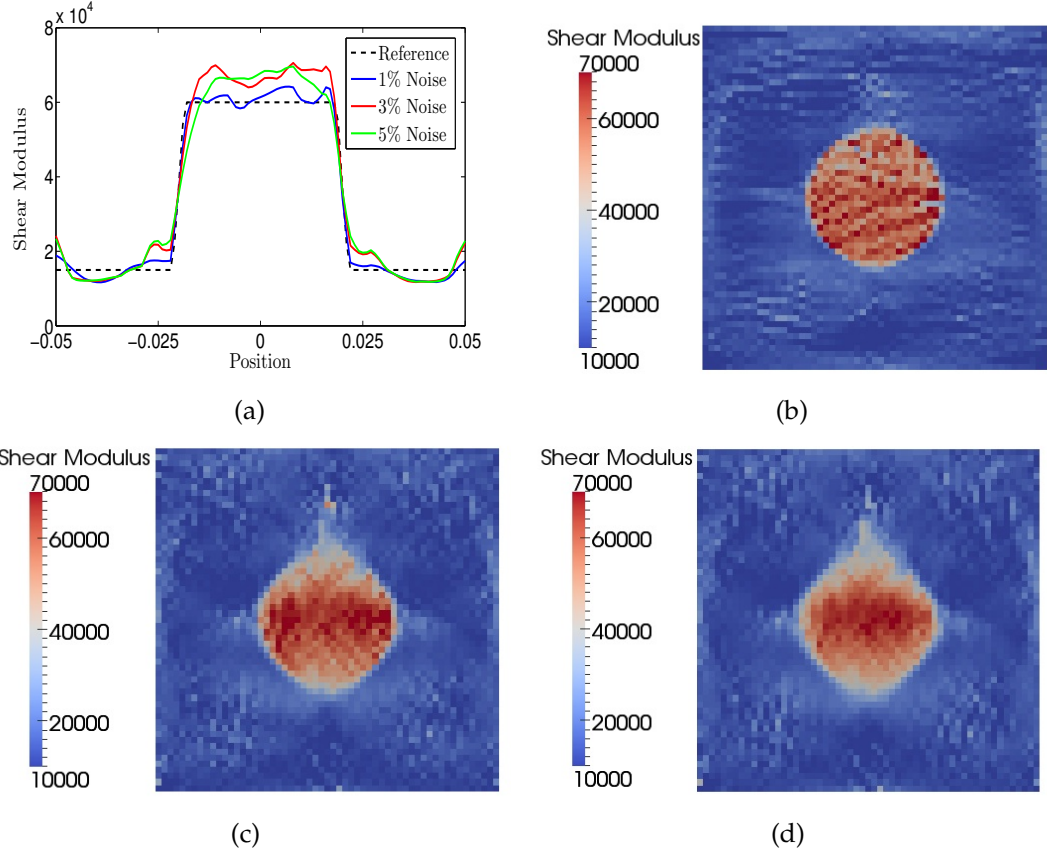 8 × 10⁴
6
4
2
0
Shear Modulus
−0.05
−0.025
0
0.025
0.05
Position
Reference
1% Noise
3% Noise
5% Noise
(a)
Shear Modulus
70000
60000
40000
20000
10000
(b)
Shear Modulus
70000
60000
40000
20000
10000
(c)
Shear Modulus
70000
60000
40000
20000
10000
(d)